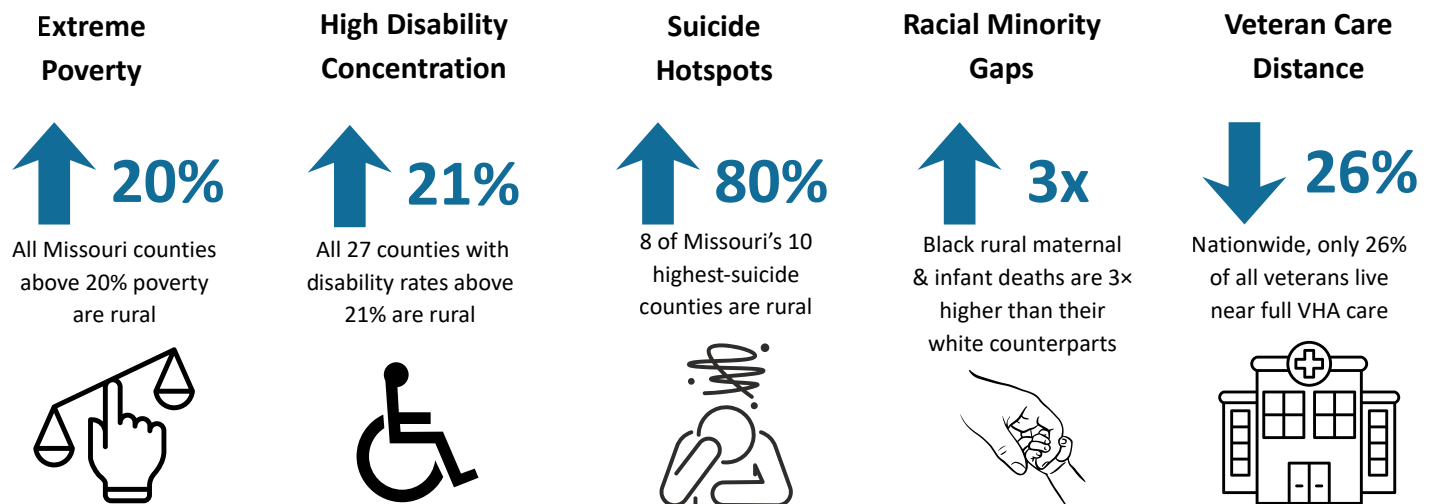 Extreme
Poverty
20%
All Missouri counties
above 20% poverty
are rural
High Disability
Concentration
21%
All 27 counties with
disability rates above
21% are rural
Suicide
Hotspots
80%
8 of Missouri's 10
highest-suicide
counties are rural
Racial Minority
Gaps
3x
Black rural maternal
& infant deaths are 3×
higher than their
white counterparts
Veteran Care
Distance
26%
Nationwide, only 26%
of all veterans live
near full VHA care